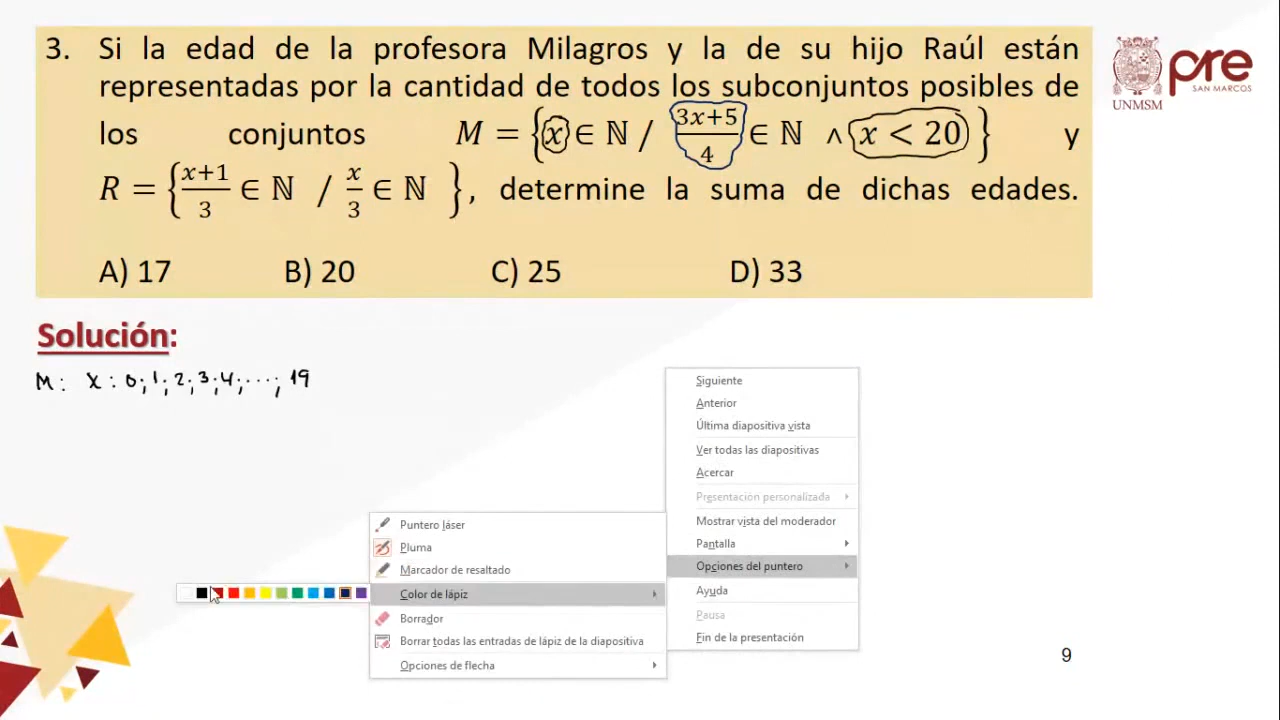 3. Si la edad de la profesora Milagros y la de su hijo Raúl están
representadas por la cantidad de todos los subconjuntos posibles de
los conjuntos M = {x ∈ ℕ / (3x+5)/4 ∈ ℕ ∧ x < 20} y
R = {(x+1)/3 ∈ ℕ / x/3 ∈ ℕ }, determine la suma de dichas edades.
A) 17 B) 20 C) 25 D) 33
UNMSM
pre
SAN MARCOS
Solución:
M: x : 0; 1; 2; 3; 4; ...; 19
Siguiente
Anterior
Última diapositiva vista
Ver todas las diapositivas
Acercar
Presentación personalizada
Mostrar vista del moderador
Pantalla
Opciones del puntero
Ayuda
Pausa
Fin de la presentación
Puntero láser
Pluma
Marcador de resaltado
Color de lápiz
Borrador
Borrar todas las entradas de lápiz de la diapositiva
Opciones de flecha
9